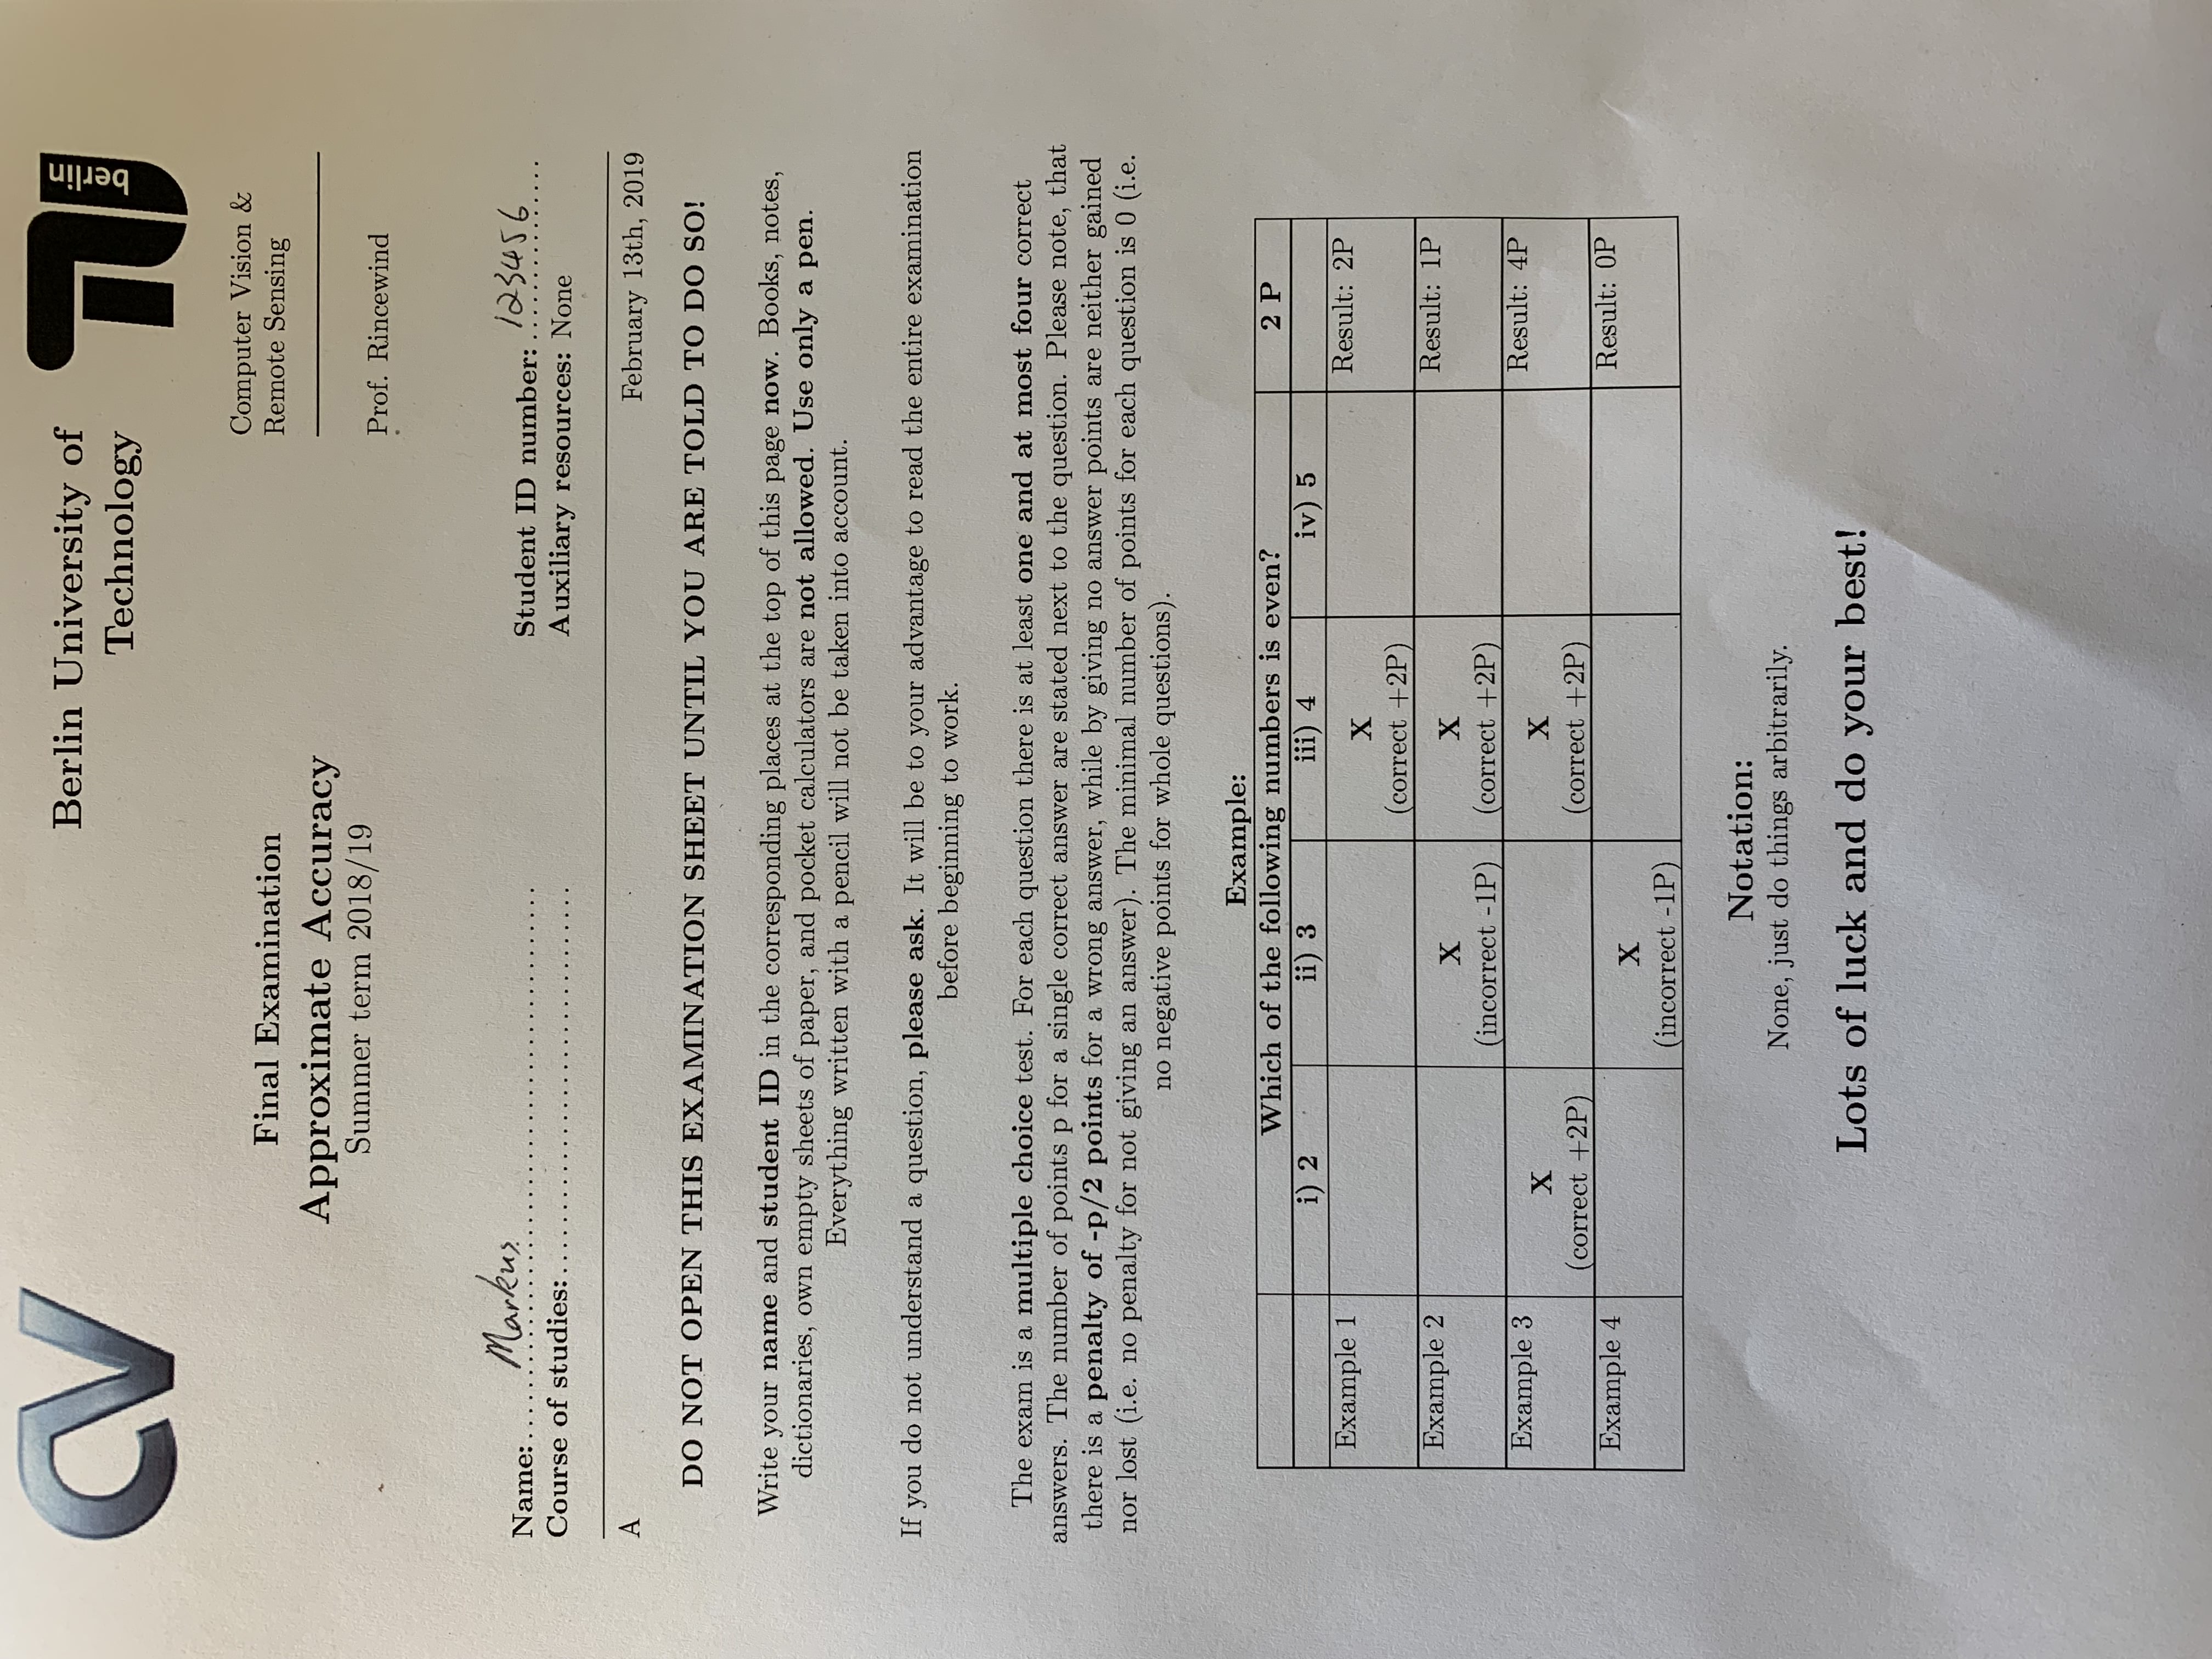 CV
Berlin University of
Technology
berlin
Computer Vision &
Remote Sensing
Final Examination
Approximate Accuracy
Summer term 2018/19
Prof. Rincewind
Name: Markus
Student ID number: 123456
Course of studies:
Auxiliary resources: None
A
February 13th, 2019
DO NOT OPEN THIS EXAMINATION SHEET UNTIL YOU ARE TOLD TO DO SO!
Write your name and student ID in the corresponding places at the top of this page now. Books, notes,
dictionaries, own empty sheets of paper, and pocket calculators are not allowed. Use only a pen.
Everything written with a pencil will not be taken into account.
If you do not understand a question, please ask. It will be to your advantage to read the entire examination
before beginning to work.
The exam is a multiple choice test. For each question there is at least one and at most four correct
answers. The number of points p for a single correct answer are stated next to the question. Please note, that
there is a penalty of -p/2 points for a wrong answer, while by giving no answer points are neither gained
nor lost (i.e. no penalty for not giving an answer). The minimal number of points for each question is 0 (i.e.
no negative points for whole questions).
Example:
Which of the following numbers is even? 2 P
i) 2 ii) 3 iii) 4 iv) 5
Example 1 X Result: 2P
(correct +2P)
Example 2 X X Result: 1P
(incorrect -1P) (correct +2P)
Example 3 X X Result: 4P
(correct +2P) (correct +2P)
Example 4 X Result: 0P
(incorrect -1P)
Notation:
None, just do things arbitrarily.
Lots of luck and do your best!